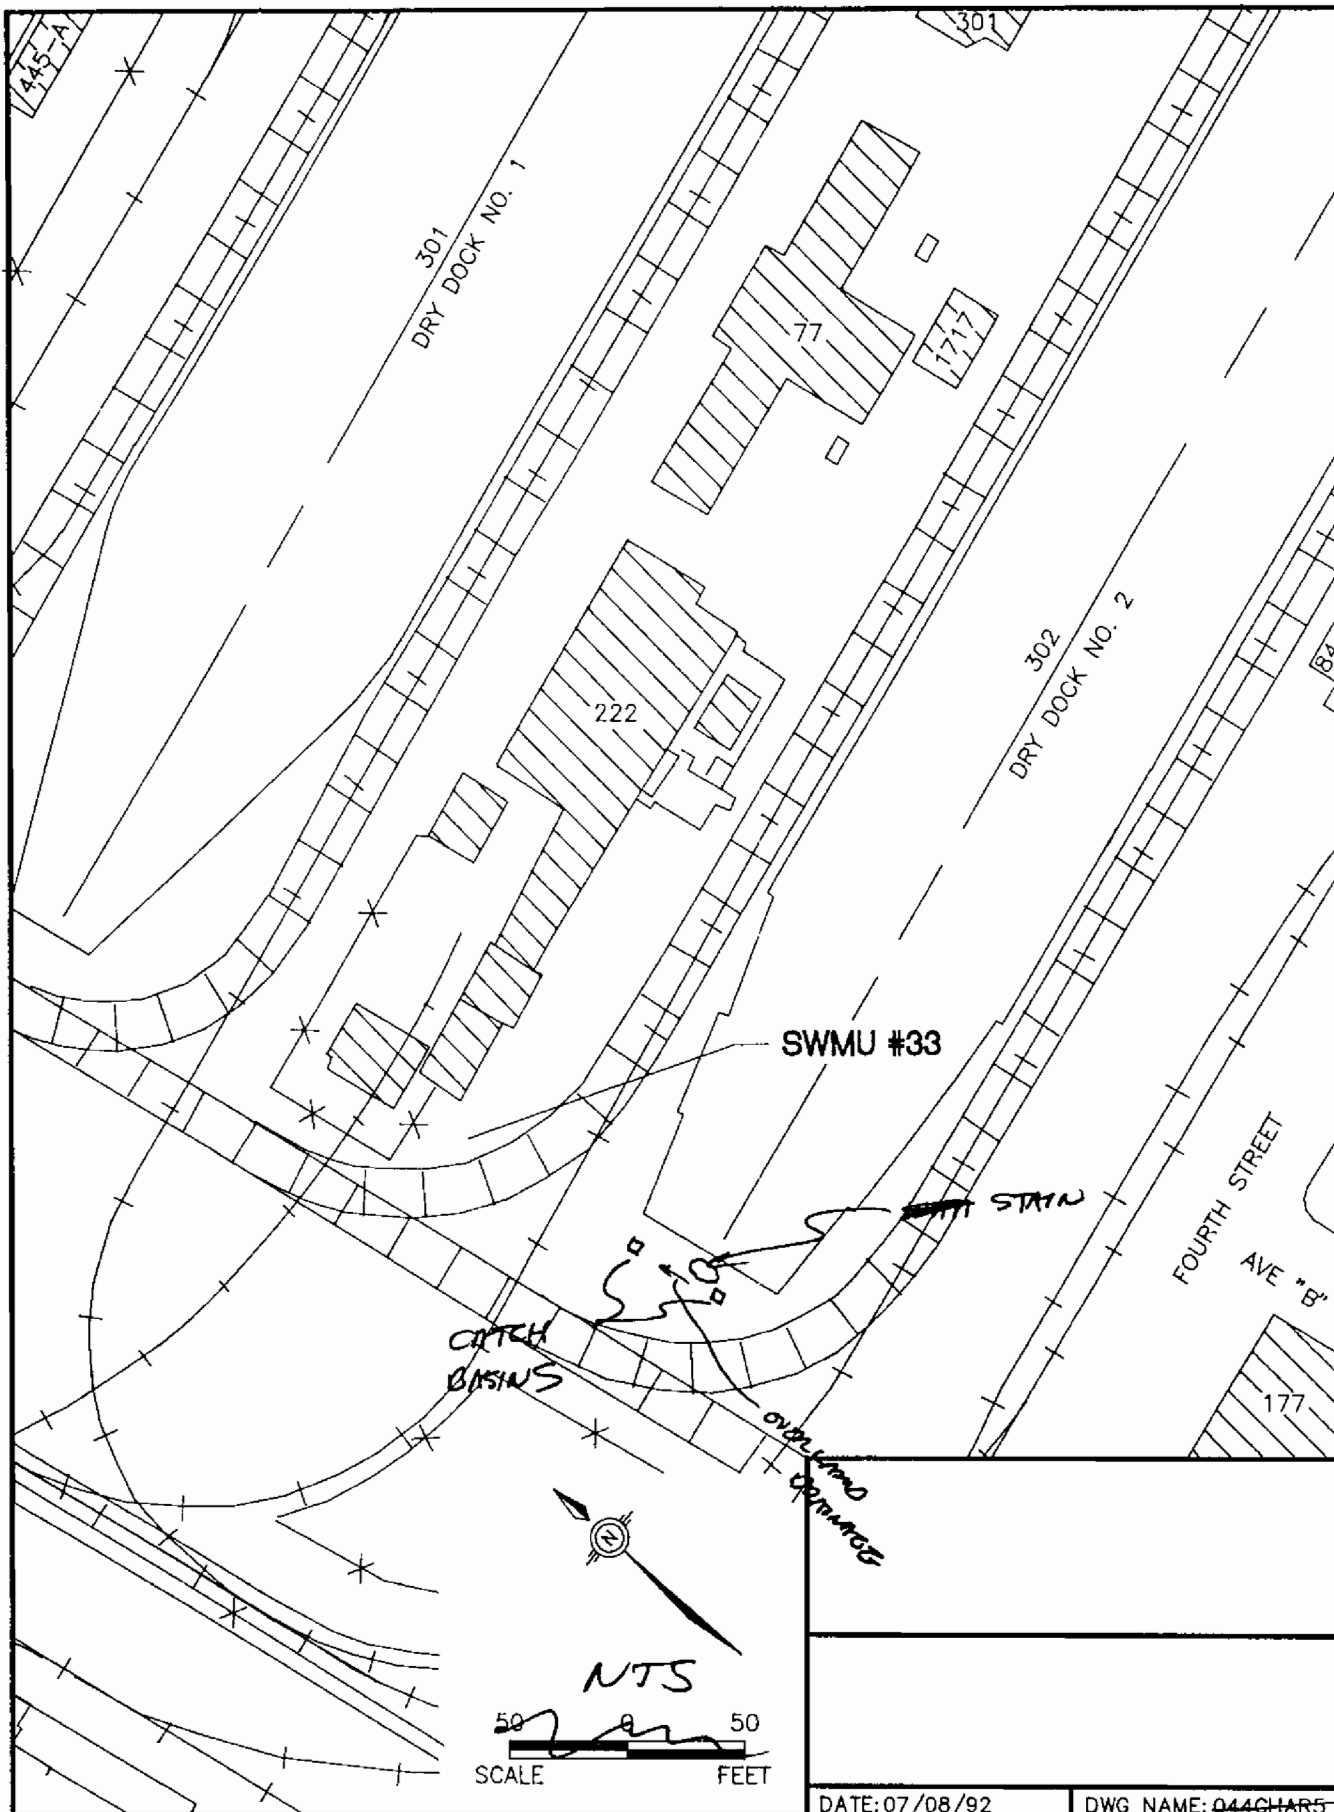 445-A
301
301
DRY DOCK NO. 1
77
1717
302
DRY DOCK NO. 2
84
222
SWMU #33
STAIN
FOURTH STREET
AVE "B"
CATCH
BASINS
OVERLAND
DRAINAGE
177
N
NTS
50 0 50
SCALE FEET
DATE: 07/08/92 DWG NAME: 044CHAR5